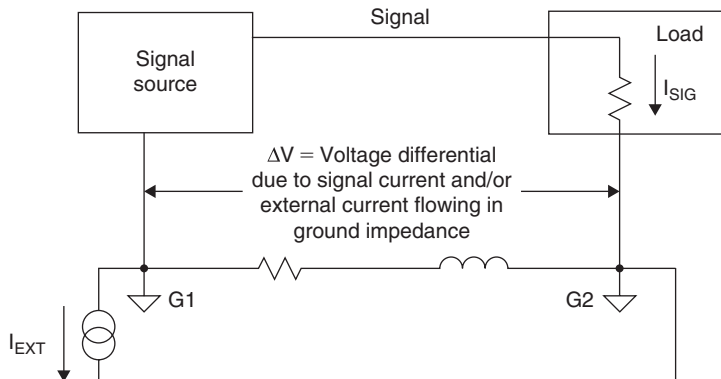 Signal
Signal
source
Load
I_SIG
ΔV = Voltage differential
due to signal current and/or
external current flowing in
ground impedance
G1
G2
I_EXT